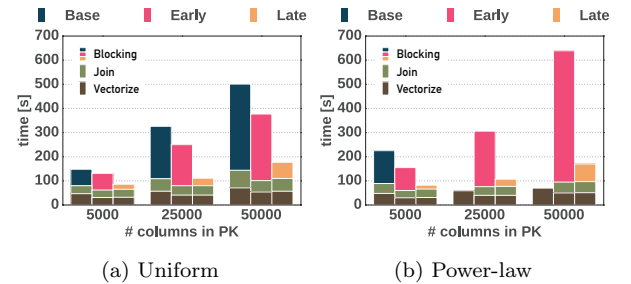 Base Early Late
700
600
500
400
300
200
100
0
time [s]
Blocking
Join
Vectorize
5000 25000 50000
# columns in PK
(a) Uniform
Base Early Late
700
600
500
400
300
200
100
0
time [s]
Blocking
Join
Vectorize
5000 25000 50000
# columns in PK
(b) Power-law